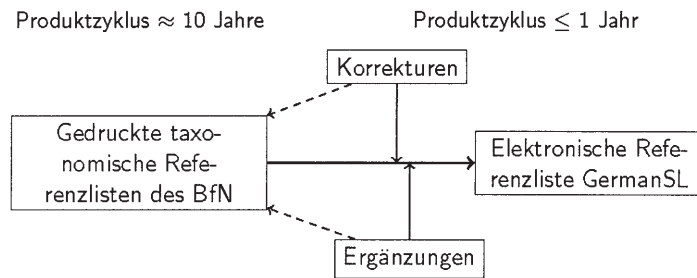 Produktzyklus ≈ 10 Jahre
Produktzyklus ≤ 1 Jahr
Korrekturen
Gedruckte taxo-
nomische Refe-
renzlisten des BfN
Elektronische Refe-
renzliste GermanSL
Ergänzungen